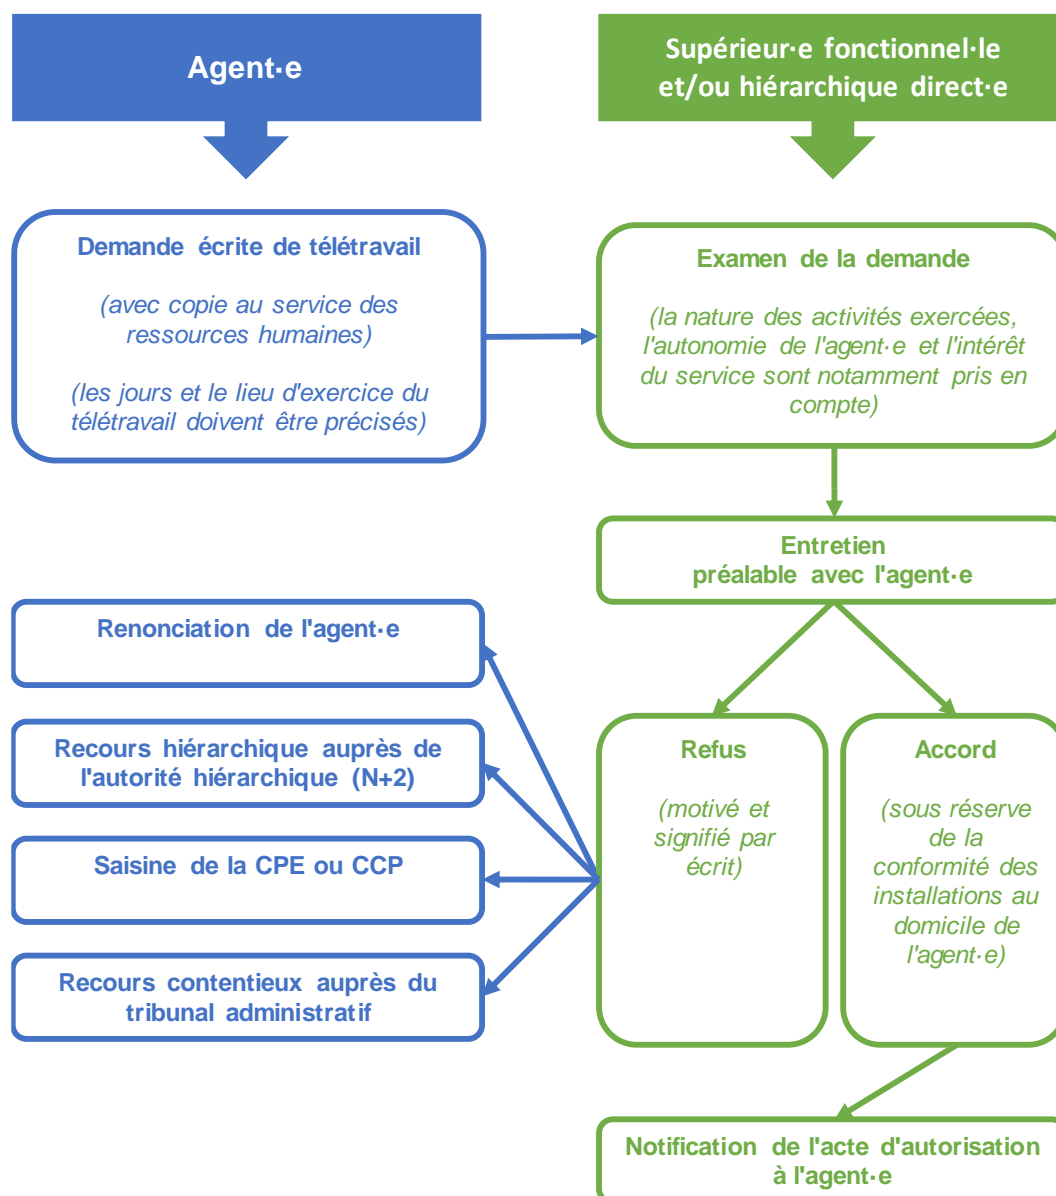 Agent·e
Supérieur·e fonctionnel·le
et/ou hiérarchique direct·e
Demande écrite de télétravail
(avec copie au service des
ressources humaines)
(les jours et le lieu d'exercice du
télétravail doivent être précisés)
Examen de la demande
(la nature des activités exercées,
l'autonomie de l'agent·e et l'intérêt
du service sont notamment pris en
compte)
Entretien
préalable avec l'agent·e
Renonciation de l'agent·e
Recours hiérarchique auprès de
l'autorité hiérarchique (N+2)
Saisine de la CPE ou CCP
Recours contentieux auprès du
tribunal administratif
Refus
(motivé et
signifié par
écrit)
Accord
(sous réserve
de la
conformité des
installations au
domicile de
l'agent·e)
Notification de l'acte d'autorisation
à l'agent·e